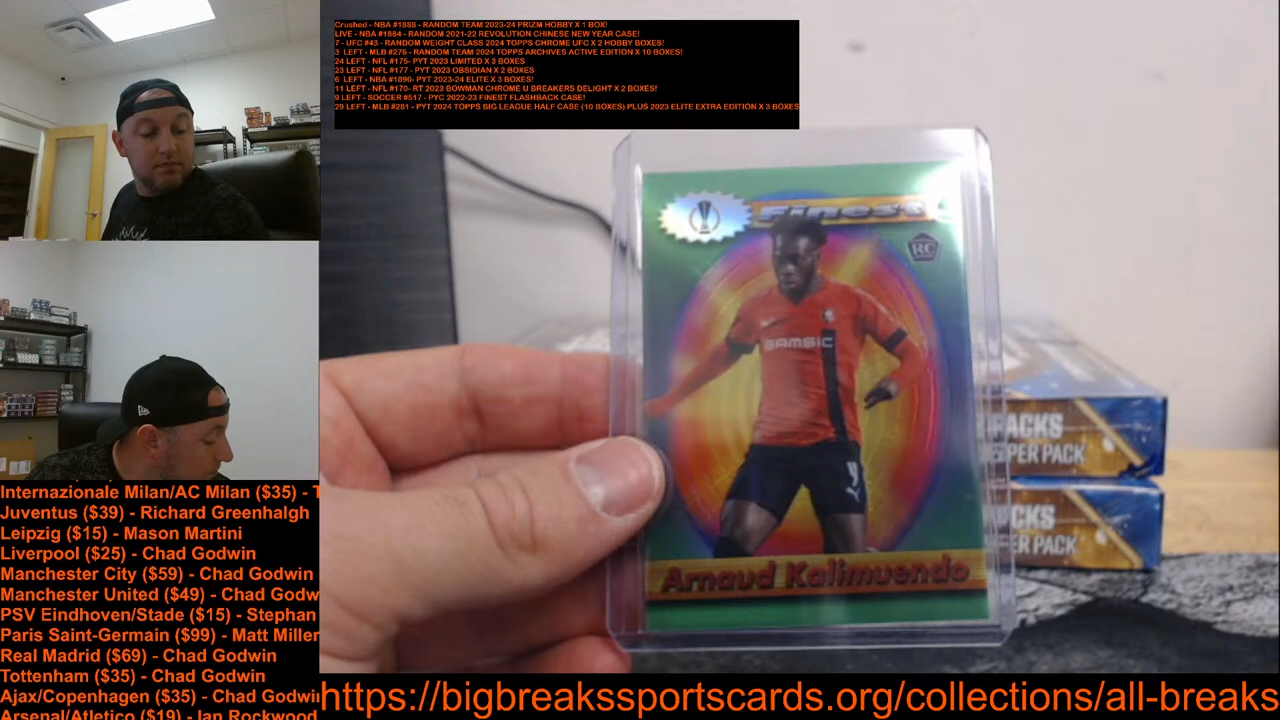 Crushed - NBA #1888 - RANDOM TEAM 2023-24 PRIZM HOBBY X 1 BOX!
LIVE - NBA #1884 - RANDOM 2021-22 REVOLUTION CHINESE NEW YEAR CASE!
7 - UFC #43 - RANDOM WEIGHT CLASS 2024 TOPPS CHROME UFC X 2 HOBBY BOXES!
3 LEFT - MLB #276 - RANDOM TEAM 2024 TOPPS ARCHIVES ACTIVE EDITION X 10 BOXES!
24 LEFT - NFL #175- PYT 2023 LIMITED X 3 BOXES
23 LEFT - NFL #177 - PYT 2023 OBSIDIAN X 2 BOXES
6 LEFT - NBA #1890- PYT 2023-24 ELITE X 3 BOXES!
11 LEFT - NFL #170- RT 2023 BOWMAN CHROME U BREAKERS DELIGHT X 2 BOXES!
9 LEFT - SOCCER #517 - PYC 2022-23 FINEST FLASHBACK CASE!
29 LEFT - MLB #281 - PYT 2024 TOPPS BIG LEAGUE HALF CASE (10 BOXES) PLUS 2023 ELITE EXTRA EDITION X 3 BOXES
Finest
RC
SAMSIC
9
Arnaud Kalimuendo
PACKS
PER PACK
CKS
PER PACK
Internazionale Milan/AC Milan ($35) - T
Juventus ($39) - Richard Greenhalgh
Leipzig ($15) - Mason Martini
Liverpool ($25) - Chad Godwin
Manchester City ($59) - Chad Godwin
Manchester United ($49) - Chad Godw
PSV Eindhoven/Stade ($15) - Stephan
Paris Saint-Germain ($99) - Matt Miller
Real Madrid ($69) - Chad Godwin
Tottenham ($35) - Chad Godwin
Ajax/Copenhagen ($35) - Chad Godwi
Arsenal/Atletico ($19) - Ian Rockwood
https://bigbreakssportscards.org/collections/all-breaks